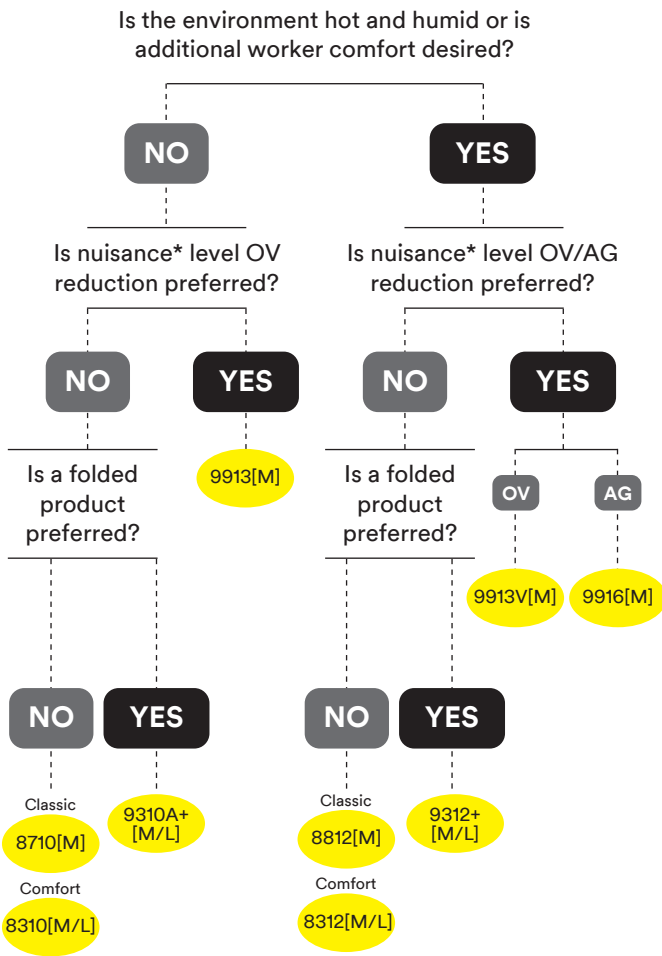 Is the environment hot and humid or is
additional worker comfort desired?
NO
YES
Is nuisance* level OV
reduction preferred?
Is nuisance* level OV/AG
reduction preferred?
NO
YES
NO
YES
Is a folded
product
preferred?
9913[M]
Is a folded
product
preferred?
OV
AG
9913V[M]
9916[M]
NO
YES
NO
YES
Classic
8710[M]
9310A+
[M/L]
Comfort
8310[M/L]
Classic
8812[M]
9312+
[M/L]
Comfort
8312[M/L]